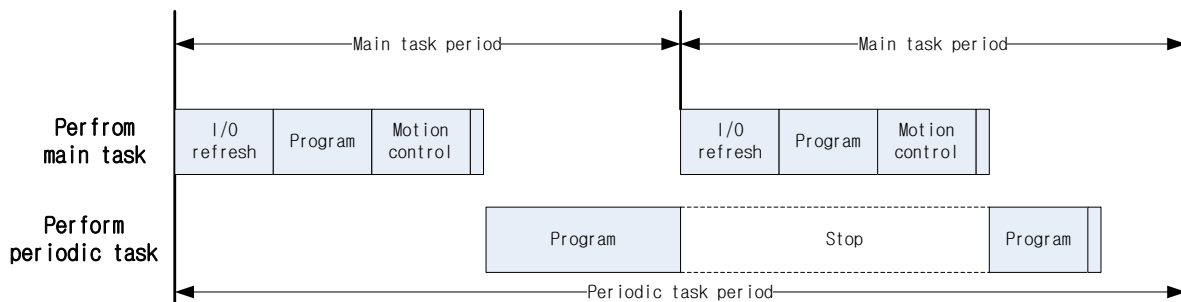 Main task period
Main task period
Perfrom
main task
I/O
refresh
Program
Motion
control
I/O
refresh
Program
Motion
control
Perform
periodic task
Program
Stop
Program
Periodic task period